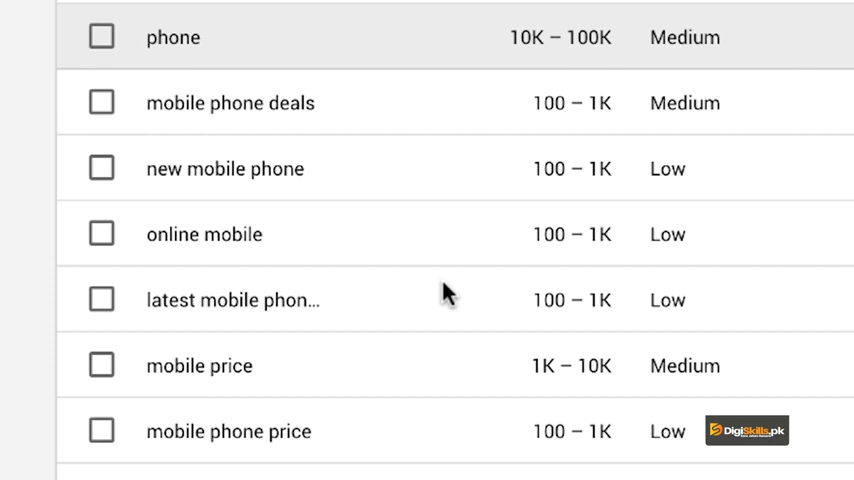 phone 10K – 100K Medium
mobile phone deals 100 – 1K Medium
new mobile phone 100 – 1K Low
online mobile 100 – 1K Low
latest mobile phon... 100 – 1K Low
mobile price 1K – 10K Medium
mobile phone price 100 – 1K Low
DigiSkills.pk